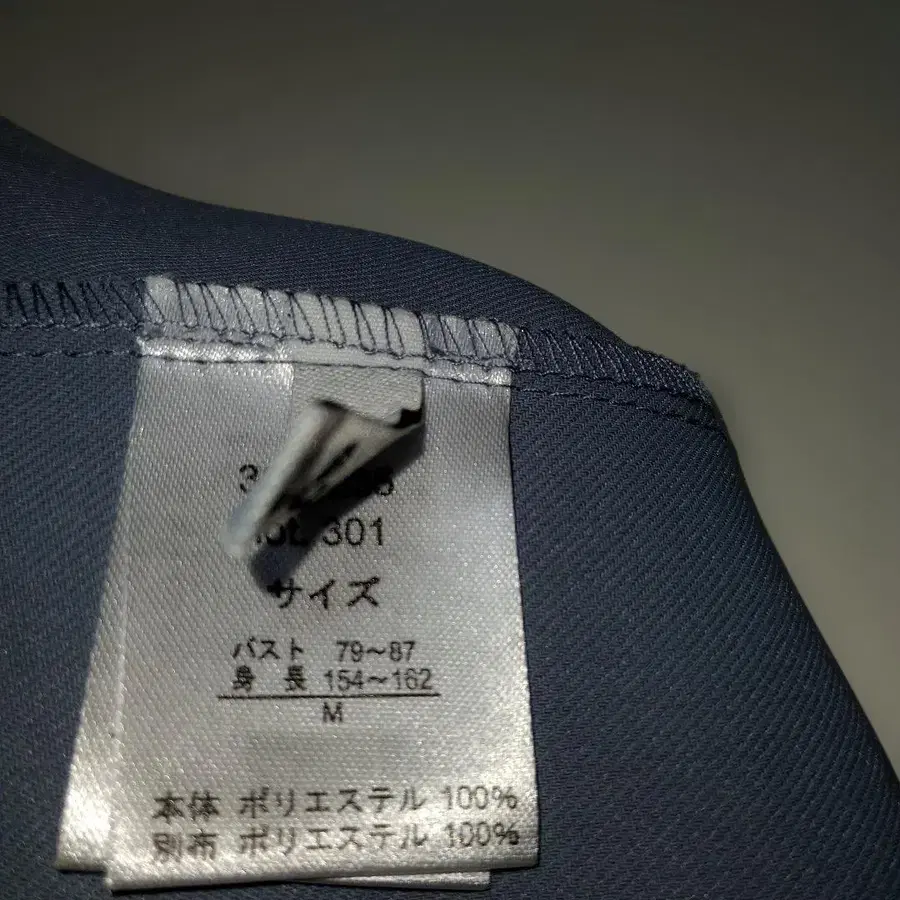 301
サイズ
バスト 79〜87
身 長 154〜162
M
本体 ポリエステル 100%
別布 ポリエステル 100%